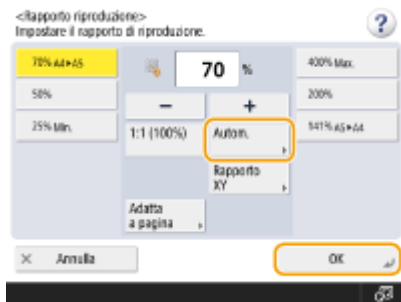 <Rapporto riproduzione>
Impostare il rapporto di riproduzione.
?
70% A4▶A5
70 %
400% Max.
50%
− +
200%
25% Min.
1:1 (100%)
Autom.
141% A5▶A4
Rapporto
XY
Adatta
a pagina
× Annulla
OK